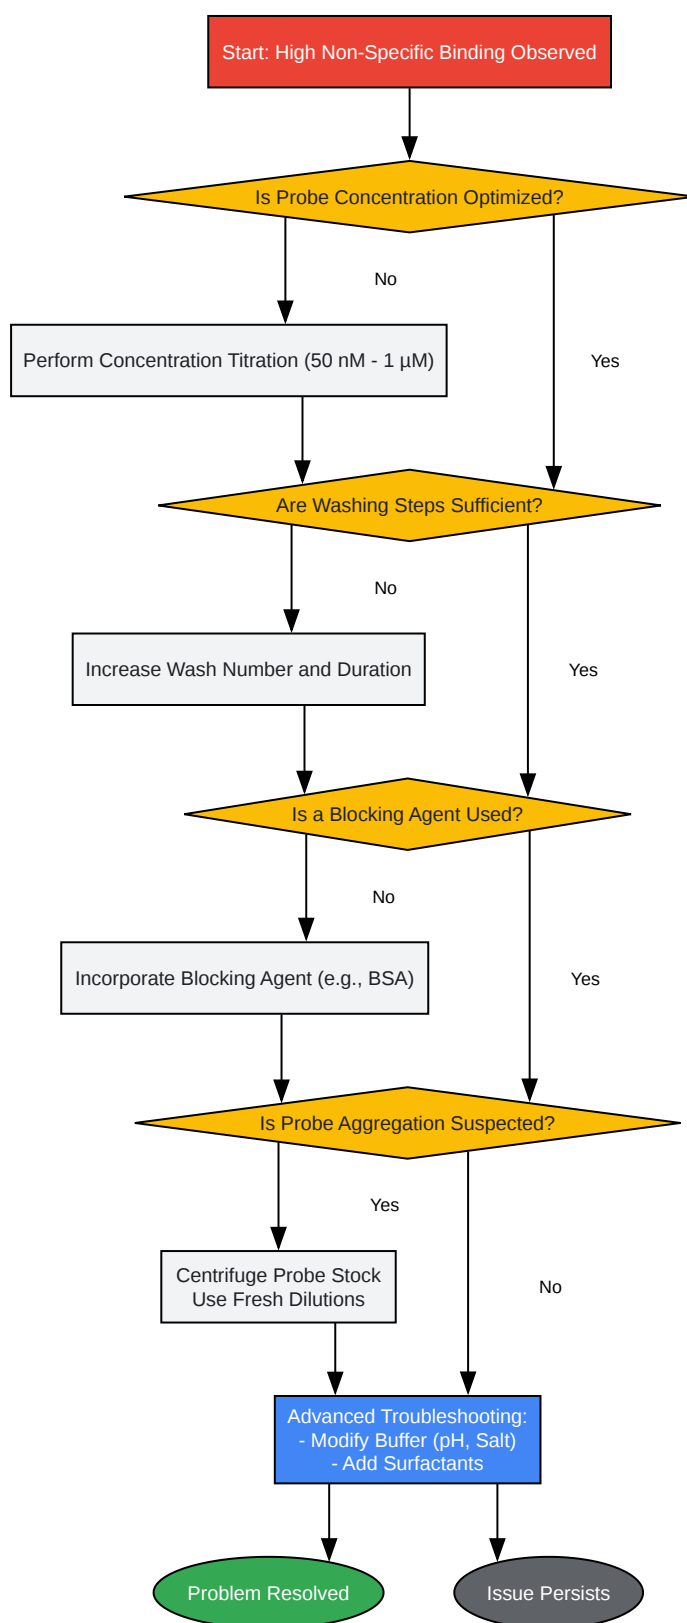 Start: High Non-Specific Binding Observed
Is Probe Concentration Optimized?
No
Perform Concentration Titration (50 nM - 1 µM)
Yes
Are Washing Steps Sufficient?
No
Increase Wash Number and Duration
Yes
Is a Blocking Agent Used?
No
Incorporate Blocking Agent (e.g., BSA)
Yes
Is Probe Aggregation Suspected?
Yes
Centrifuge Probe Stock
Use Fresh Dilutions
No
Advanced Troubleshooting:
- Modify Buffer (pH, Salt)
- Add Surfactants
Problem Resolved
Issue Persists